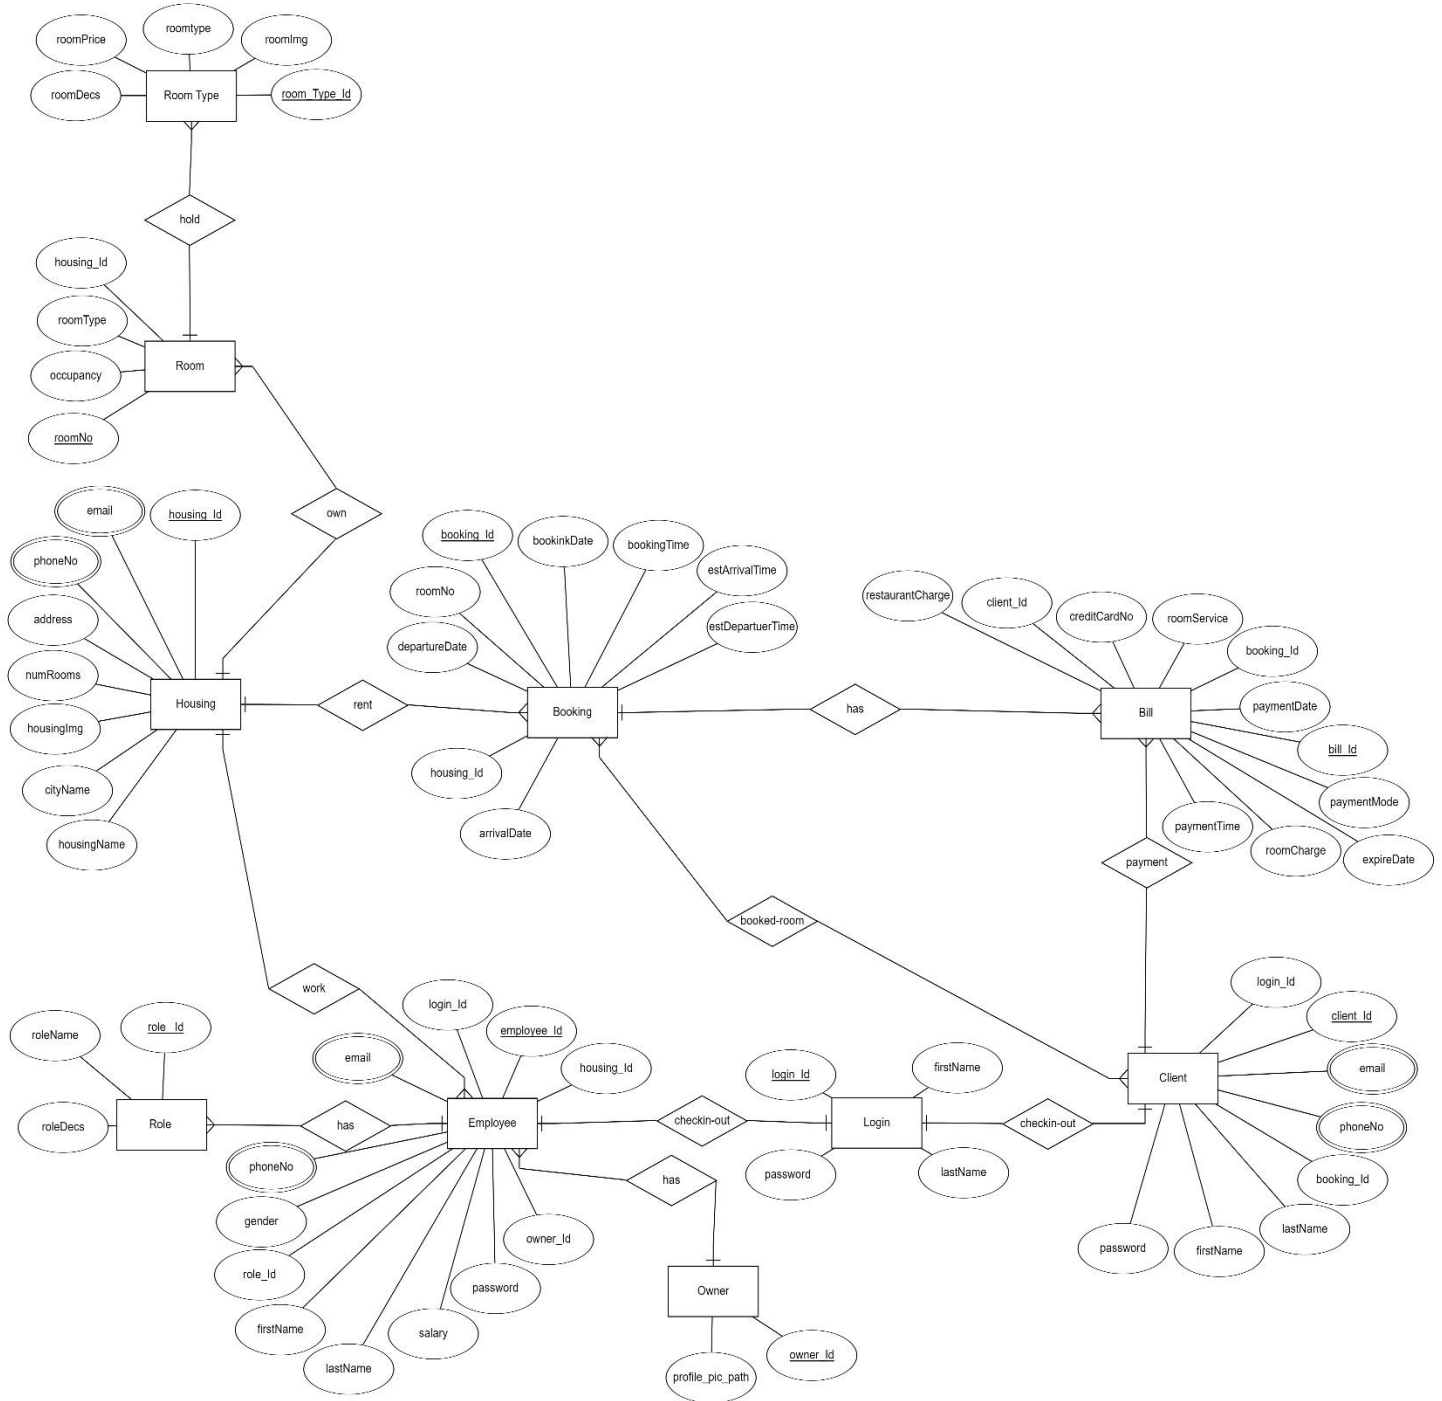 roomtype
roomPrice
roomImg
roomDecs
Room Type
room_Type_Id
hold
housing_Id
roomType
Room
occupancy
roomNo
email
housing_Id
own
phoneNo
address
numRooms
Housing
housingImg
cityName
housingName
rent
booking_Id
bookinkDate
bookingTime
roomNo
estArrivalTime
departureDate
estDepartuerTime
Booking
housing_Id
arrivalDate
has
restaurantCharge
client_Id
creditCardNo
roomService
booking_Id
paymentDate
Bill
bill_Id
paymentMode
paymentTime
roomCharge
expireDate
payment
booked-room
work
roleName
role_Id
roleDecs
Role
has
login_Id
employee_Id
email
housing_Id
Employee
phoneNo
gender
role_Id
firstName
lastName
salary
password
owner_Id
checkin-out
has
Owner
profile_pic_path
owner_Id
login_Id
firstName
Login
password
lastName
checkin-out
login_Id
client_Id
Client
email
phoneNo
booking_Id
lastName
firstName
password